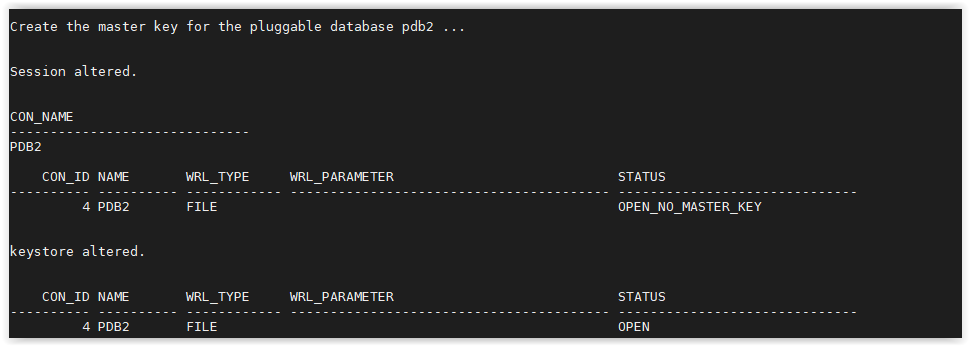 Create the master key for the pluggable database pdb2 ...
Session altered.
CON_NAME
------------------------------
PDB2
    CON_ID NAME       WRL_TYPE     WRL_PARAMETER                            STATUS
---------- ---------- ------------ ---------------------------------------- ------------------------------
         4 PDB2       FILE                                                  OPEN_NO_MASTER_KEY
keystore altered.
    CON_ID NAME       WRL_TYPE     WRL_PARAMETER                            STATUS
---------- ---------- ------------ ---------------------------------------- ------------------------------
         4 PDB2       FILE                                                  OPEN